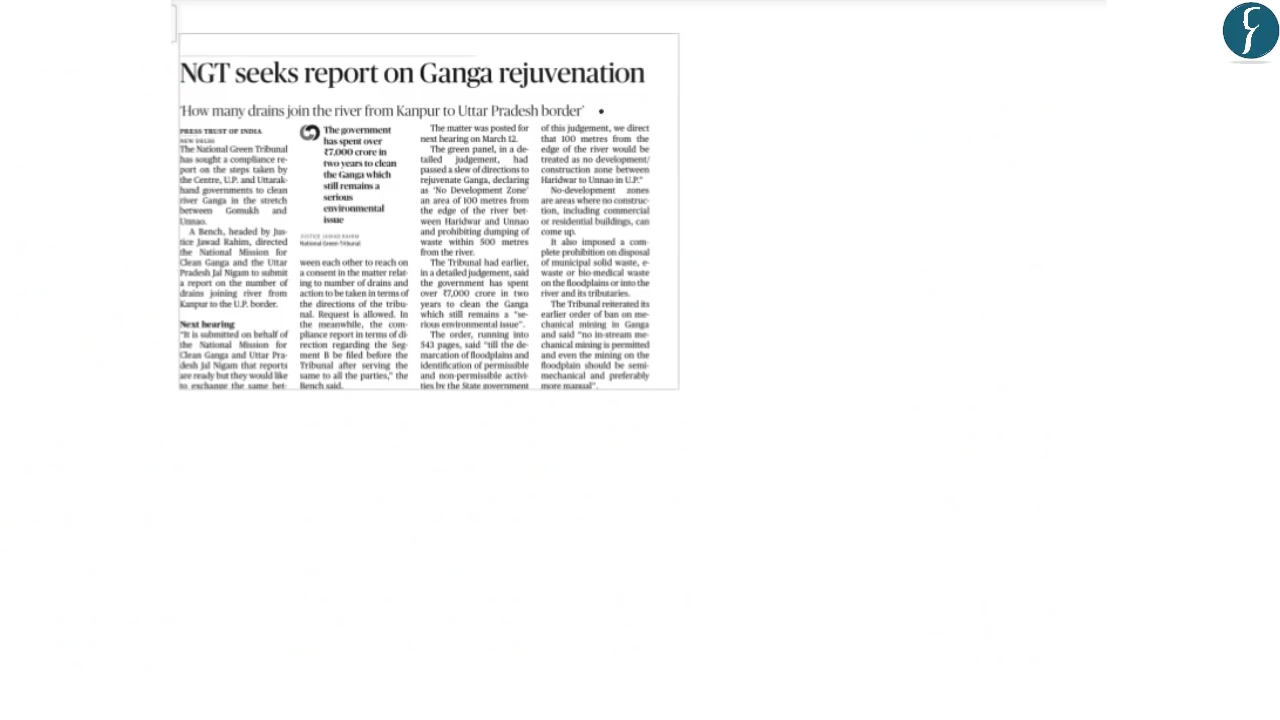 NGT seeks report on Ganga rejuvenation
'How many drains join the river from Kanpur to Uttar Pradesh border'
PRESS TRUST OF INDIA
NEW DELHI
The National Green Tribunal
has sought a compliance re-
port on the steps taken by
the Centre, U.P. and Uttarak-
hand governments to clean
river Ganga in the stretch
between Gomukh and
Unnao.
A Bench, headed by Jus-
tice Jawad Rahim, directed
the National Mission for
Clean Ganga and the Uttar
Pradesh Jal Nigam to submit
a report on the number of
drains joining river from
Kanpur to the U.P. border.
Next hearing
"It is submitted on behalf of
the National Mission for
Clean Ganga and Uttar Pra-
desh Jal Nigam that reports
are ready but they would like
to exchange the same bet-
The government
has spent over
₹7,000 crore in
two years to clean
the Ganga which
still remains a
serious
environmental
issue
JUSTICE JAWAD RAHIM
National Green Tribunal
ween each other to reach on
a consent in the matter relat-
ing to number of drains and
action to be taken in terms of
the directions of the tribu-
nal. Request is allowed. In
the meanwhile, the com-
pliance report in terms of di-
rection regarding the Seg-
ment B be filed before the
Tribunal after serving the
same to all the parties," the
Bench said.
The matter was posted for
next hearing on March 12.
The green panel, in a de-
tailed judgement, had
passed a slew of directions to
rejuvenate Ganga, declaring
as 'No Development Zone'
an area of 100 metres from
the edge of the river bet-
ween Haridwar and Unnao
and prohibiting dumping of
waste within 500 metres
from the river.
The Tribunal had earlier,
in a detailed judgement, said
the government has spent
over ₹7,000 crore in two
years to clean the Ganga
which still remains a "se-
rious environmental issue".
The order, running into
543 pages, said "till the de-
marcation of floodplains and
identification of permissible
and non-permissible activi-
ties by the State government
of this judgement, we direct
that 100 metres from the
edge of the river would be
treated as no development/
construction zone between
Haridwar to Unnao in U.P."
No-development zones
are areas where no construc-
tion, including commercial
or residential buildings, can
come up.
It also imposed a com-
plete prohibition on disposal
of municipal solid waste, e-
waste or bio-medical waste
on the floodplains or into the
river and its tributaries.
The Tribunal reiterated its
earlier order of ban on me-
chanical mining in Ganga
and said "no in-stream me-
chanical mining is permitted
and even the mining on the
floodplain should be semi-
mechanical and preferably
more manual".